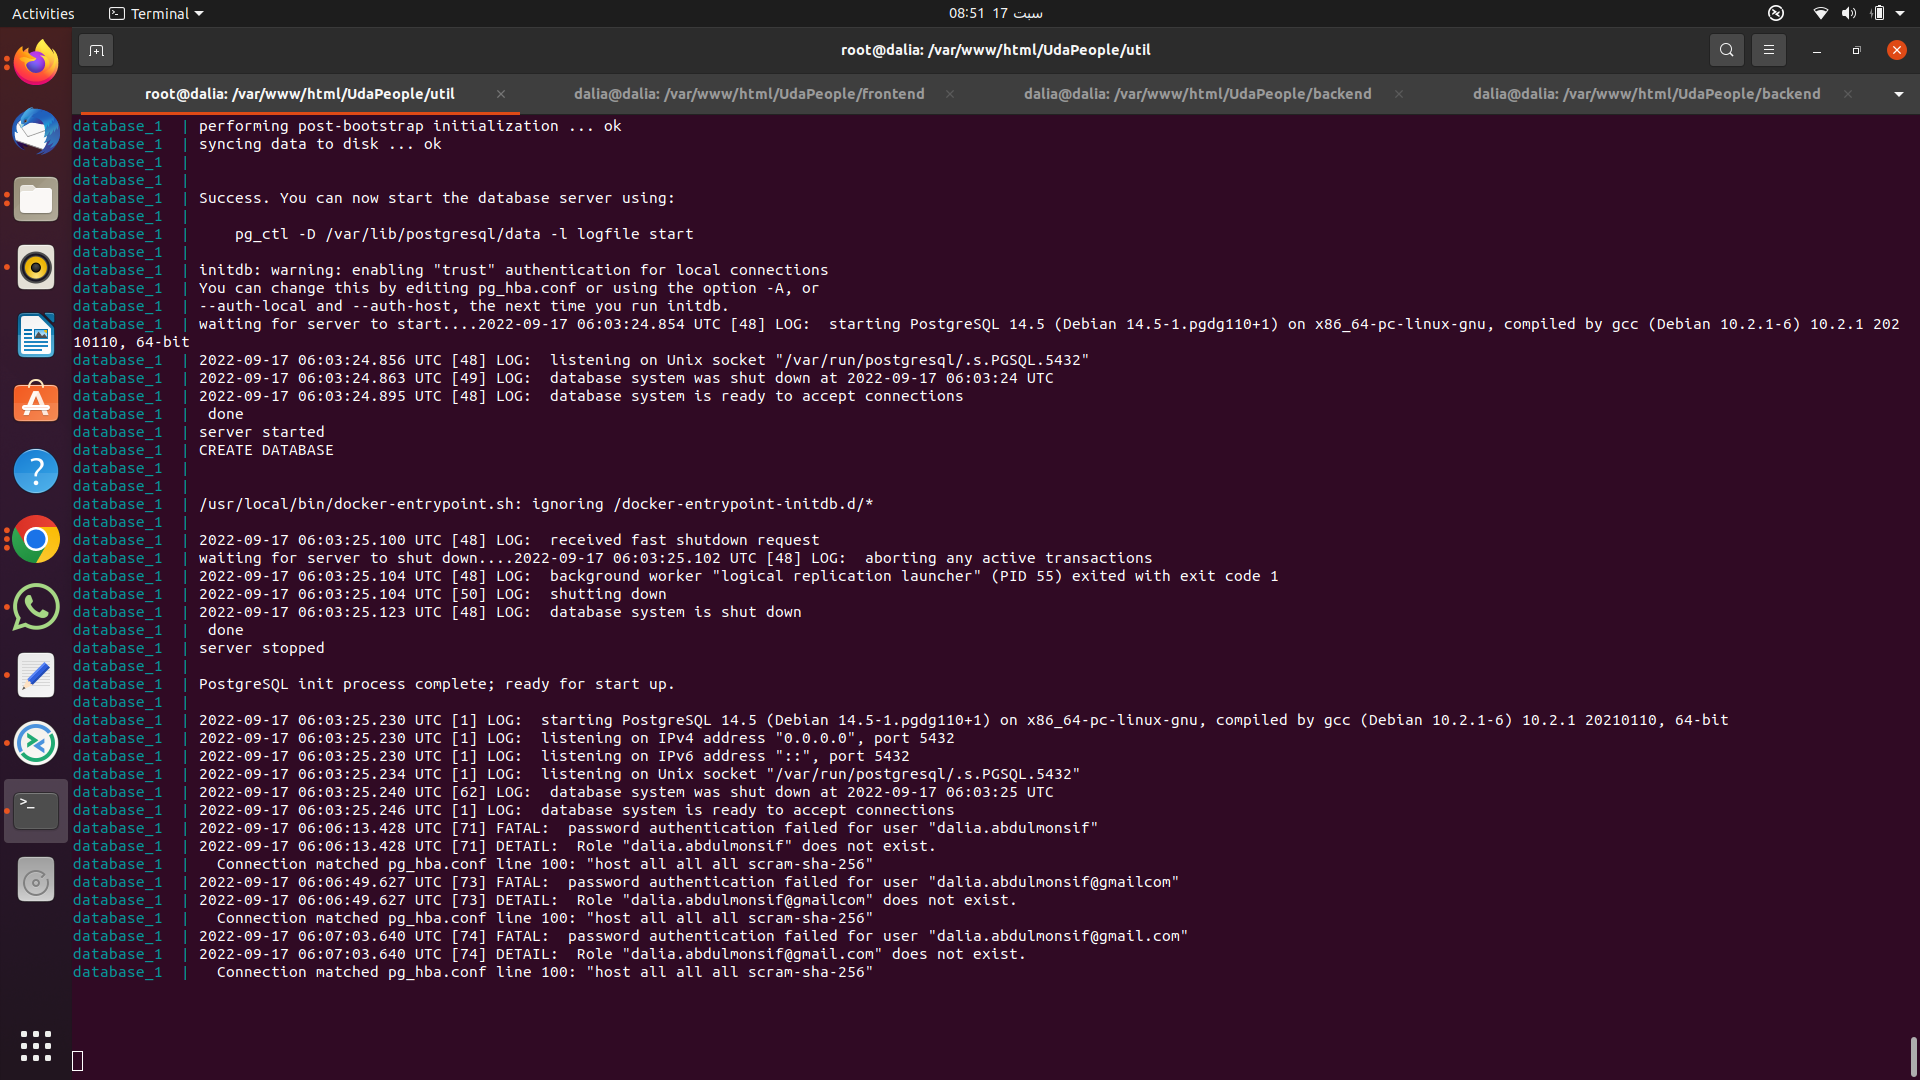 Activities
Terminal
سبت 17 08:51
root@dalia: /var/www/html/UdaPeople/util
root@dalia: /var/www/html/UdaPeople/util
dalia@dalia: /var/www/html/UdaPeople/frontend
dalia@dalia: /var/www/html/UdaPeople/backend
dalia@dalia: /var/www/html/UdaPeople/backend
database_1 | performing post-bootstrap initialization ... ok
database_1 | syncing data to disk ... ok
database_1 |
database_1 |
database_1 | Success. You can now start the database server using:
database_1 |
database_1 |     pg_ctl -D /var/lib/postgresql/data -l logfile start
database_1 |
database_1 | initdb: warning: enabling "trust" authentication for local connections
database_1 | You can change this by editing pg_hba.conf or using the option -A, or
database_1 | --auth-local and --auth-host, the next time you run initdb.
database_1 | waiting for server to start....2022-09-17 06:03:24.854 UTC [48] LOG:  starting PostgreSQL 14.5 (Debian 14.5-1.pgdg110+1) on x86_64-pc-linux-gnu, compiled by gcc (Debian 10.2.1-6) 10.2.1 202
10110, 64-bit
database_1 | 2022-09-17 06:03:24.856 UTC [48] LOG:  listening on Unix socket "/var/run/postgresql/.s.PGSQL.5432"
database_1 | 2022-09-17 06:03:24.863 UTC [49] LOG:  database system was shut down at 2022-09-17 06:03:24 UTC
database_1 | 2022-09-17 06:03:24.895 UTC [48] LOG:  database system is ready to accept connections
database_1 |  done
database_1 | server started
database_1 | CREATE DATABASE
database_1 |
database_1 |
database_1 | /usr/local/bin/docker-entrypoint.sh: ignoring /docker-entrypoint-initdb.d/*
database_1 |
database_1 | 2022-09-17 06:03:25.100 UTC [48] LOG:  received fast shutdown request
database_1 | waiting for server to shut down....2022-09-17 06:03:25.102 UTC [48] LOG:  aborting any active transactions
database_1 | 2022-09-17 06:03:25.104 UTC [48] LOG:  background worker "logical replication launcher" (PID 55) exited with exit code 1
database_1 | 2022-09-17 06:03:25.104 UTC [50] LOG:  shutting down
database_1 | 2022-09-17 06:03:25.123 UTC [48] LOG:  database system is shut down
database_1 |  done
database_1 | server stopped
database_1 |
database_1 | PostgreSQL init process complete; ready for start up.
database_1 |
database_1 | 2022-09-17 06:03:25.230 UTC [1] LOG:  starting PostgreSQL 14.5 (Debian 14.5-1.pgdg110+1) on x86_64-pc-linux-gnu, compiled by gcc (Debian 10.2.1-6) 10.2.1 20210110, 64-bit
database_1 | 2022-09-17 06:03:25.230 UTC [1] LOG:  listening on IPv4 address "0.0.0.0", port 5432
database_1 | 2022-09-17 06:03:25.230 UTC [1] LOG:  listening on IPv6 address "::", port 5432
database_1 | 2022-09-17 06:03:25.234 UTC [1] LOG:  listening on Unix socket "/var/run/postgresql/.s.PGSQL.5432"
database_1 | 2022-09-17 06:03:25.240 UTC [62] LOG:  database system was shut down at 2022-09-17 06:03:25 UTC
database_1 | 2022-09-17 06:03:25.246 UTC [1] LOG:  database system is ready to accept connections
database_1 | 2022-09-17 06:06:13.428 UTC [71] FATAL:  password authentication failed for user "dalia.abdulmonsif"
database_1 | 2022-09-17 06:06:13.428 UTC [71] DETAIL:  Role "dalia.abdulmonsif" does not exist.
database_1 |   Connection matched pg_hba.conf line 100: "host all all all scram-sha-256"
database_1 | 2022-09-17 06:06:49.627 UTC [73] FATAL:  password authentication failed for user "dalia.abdulmonsif@gmailcom"
database_1 | 2022-09-17 06:06:49.627 UTC [73] DETAIL:  Role "dalia.abdulmonsif@gmailcom" does not exist.
database_1 |   Connection matched pg_hba.conf line 100: "host all all all scram-sha-256"
database_1 | 2022-09-17 06:07:03.640 UTC [74] FATAL:  password authentication failed for user "dalia.abdulmonsif@gmail.com"
database_1 | 2022-09-17 06:07:03.640 UTC [74] DETAIL:  Role "dalia.abdulmonsif@gmail.com" does not exist.
database_1 |   Connection matched pg_hba.conf line 100: "host all all all scram-sha-256"